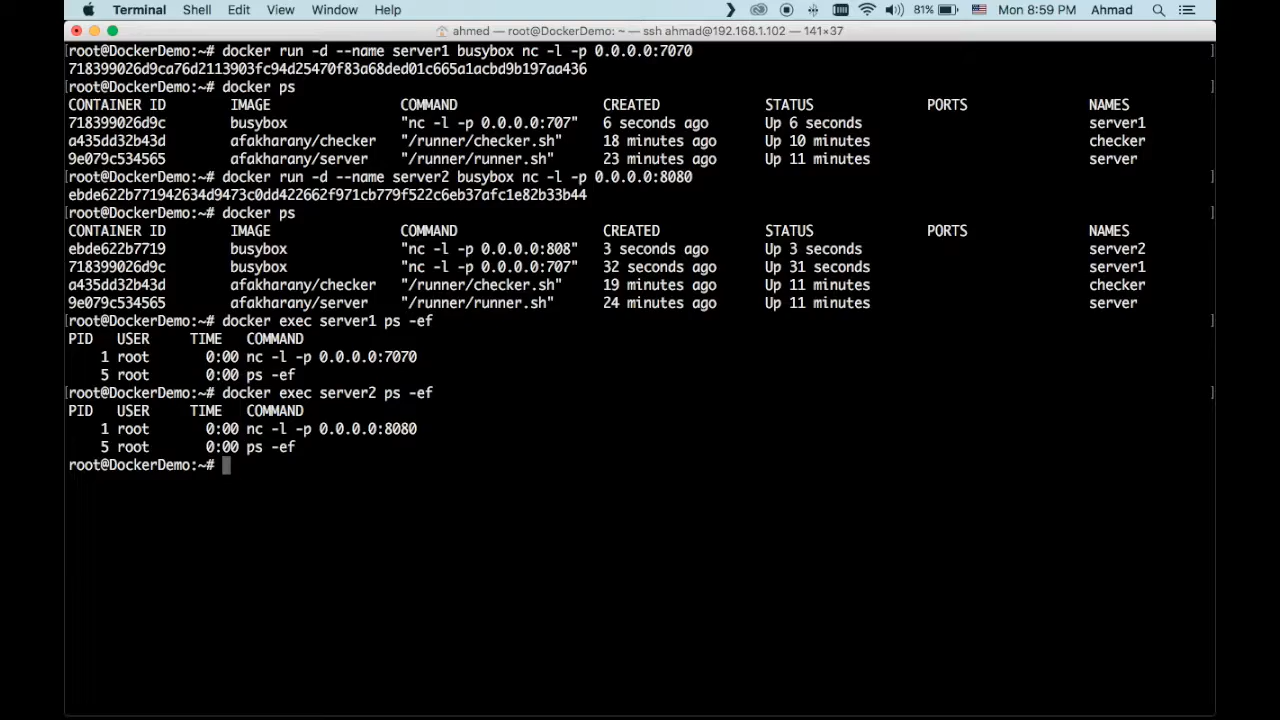 Terminal Shell Edit View Window Help 81% Mon 8:59 PM Ahmad
ahmed — root@DockerDemo: ~ — ssh ahmad@192.168.1.102 — 141×37
[root@DockerDemo:~# docker run -d --name server1 busybox nc -l -p 0.0.0.0:7070 ]
718399026d9ca76d2113903fc94d25470f83a68ded01c665a1acbd9b197aa436
[root@DockerDemo:~# docker ps ]
CONTAINER ID IMAGE COMMAND CREATED STATUS PORTS NAMES
718399026d9c busybox "nc -l -p 0.0.0.0:707" 6 seconds ago Up 6 seconds server1
a435dd32b43d afakharany/checker "/runner/checker.sh" 18 minutes ago Up 10 minutes checker
9e079c534565 afakharany/server "/runner/runner.sh" 23 minutes ago Up 11 minutes server
[root@DockerDemo:~# docker run -d --name server2 busybox nc -l -p 0.0.0.0:8080 ]
ebde622b771942634d9473c0dd422662f971cb779f522c6eb37afc1e82b33b44
[root@DockerDemo:~# docker ps ]
CONTAINER ID IMAGE COMMAND CREATED STATUS PORTS NAMES
ebde622b7719 busybox "nc -l -p 0.0.0.0:808" 3 seconds ago Up 3 seconds server2
718399026d9c busybox "nc -l -p 0.0.0.0:707" 32 seconds ago Up 31 seconds server1
a435dd32b43d afakharany/checker "/runner/checker.sh" 19 minutes ago Up 11 minutes checker
9e079c534565 afakharany/server "/runner/runner.sh" 24 minutes ago Up 11 minutes server
[root@DockerDemo:~# docker exec server1 ps -ef ]
PID USER TIME COMMAND
1 root 0:00 nc -l -p 0.0.0.0:7070
5 root 0:00 ps -ef
[root@DockerDemo:~# docker exec server2 ps -ef ]
PID USER TIME COMMAND
1 root 0:00 nc -l -p 0.0.0.0:8080
5 root 0:00 ps -ef
root@DockerDemo:~#